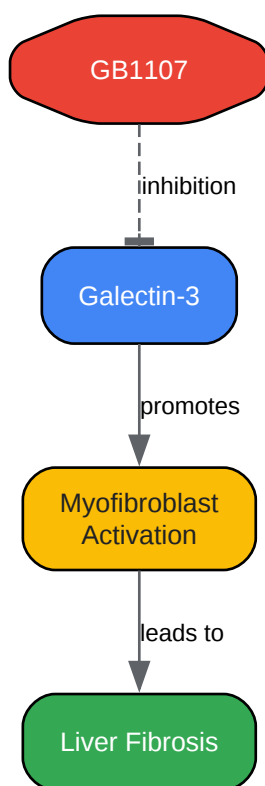 GB1107
inhibition
Galectin-3
promotes
Myofibroblast
Activation
leads to
Liver Fibrosis